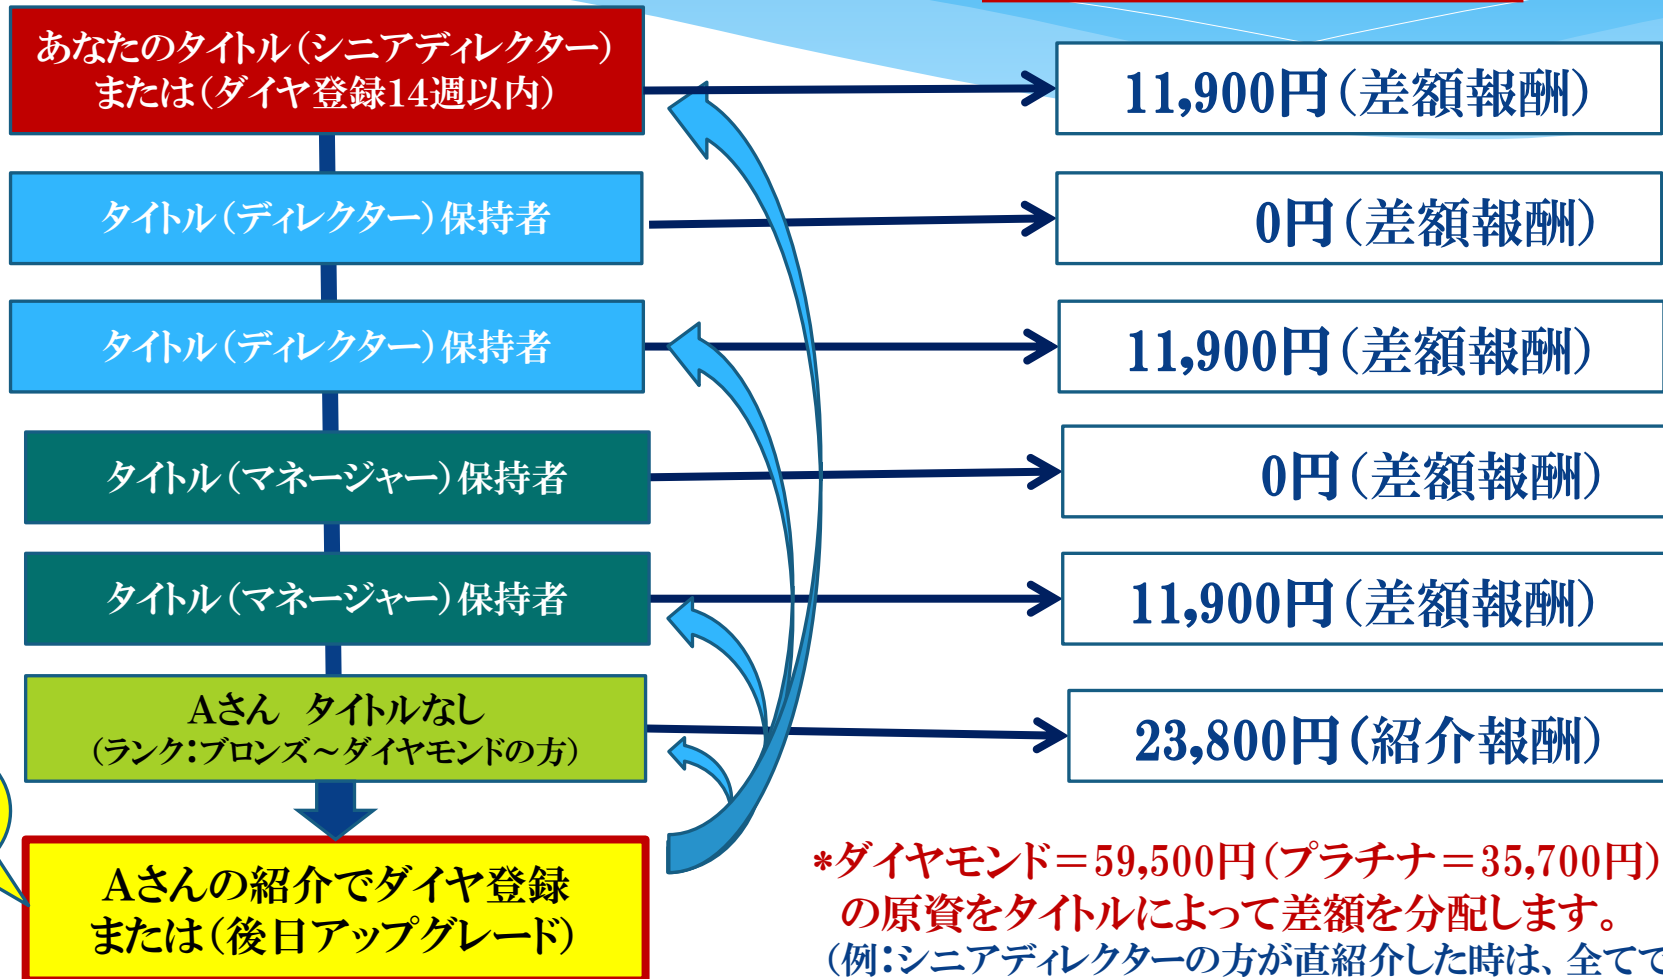 あなたのタイトル（シニアディレクター）
または（ダイヤ登録14週以内）
11,900円（差額報酬）
タイトル（ディレクター）保持者
0円（差額報酬）
タイトル（ディレクター）保持者
11,900円（差額報酬）
タイトル（マネージャー）保持者
0円（差額報酬）
タイトル（マネージャー）保持者
11,900円（差額報酬）
Aさん　タイトルなし
（ランク：ブロンズ～ダイヤモンドの方）
23,800円（紹介報酬）
Aさんの紹介でダイヤ登録
または（後日アップグレード）
*ダイヤモンド＝59,500円（プラチナ＝35,700円）
の原資をタイトルによって差額を分配します。
（例：シニアディレクターの方が直紹介した時は、全てで